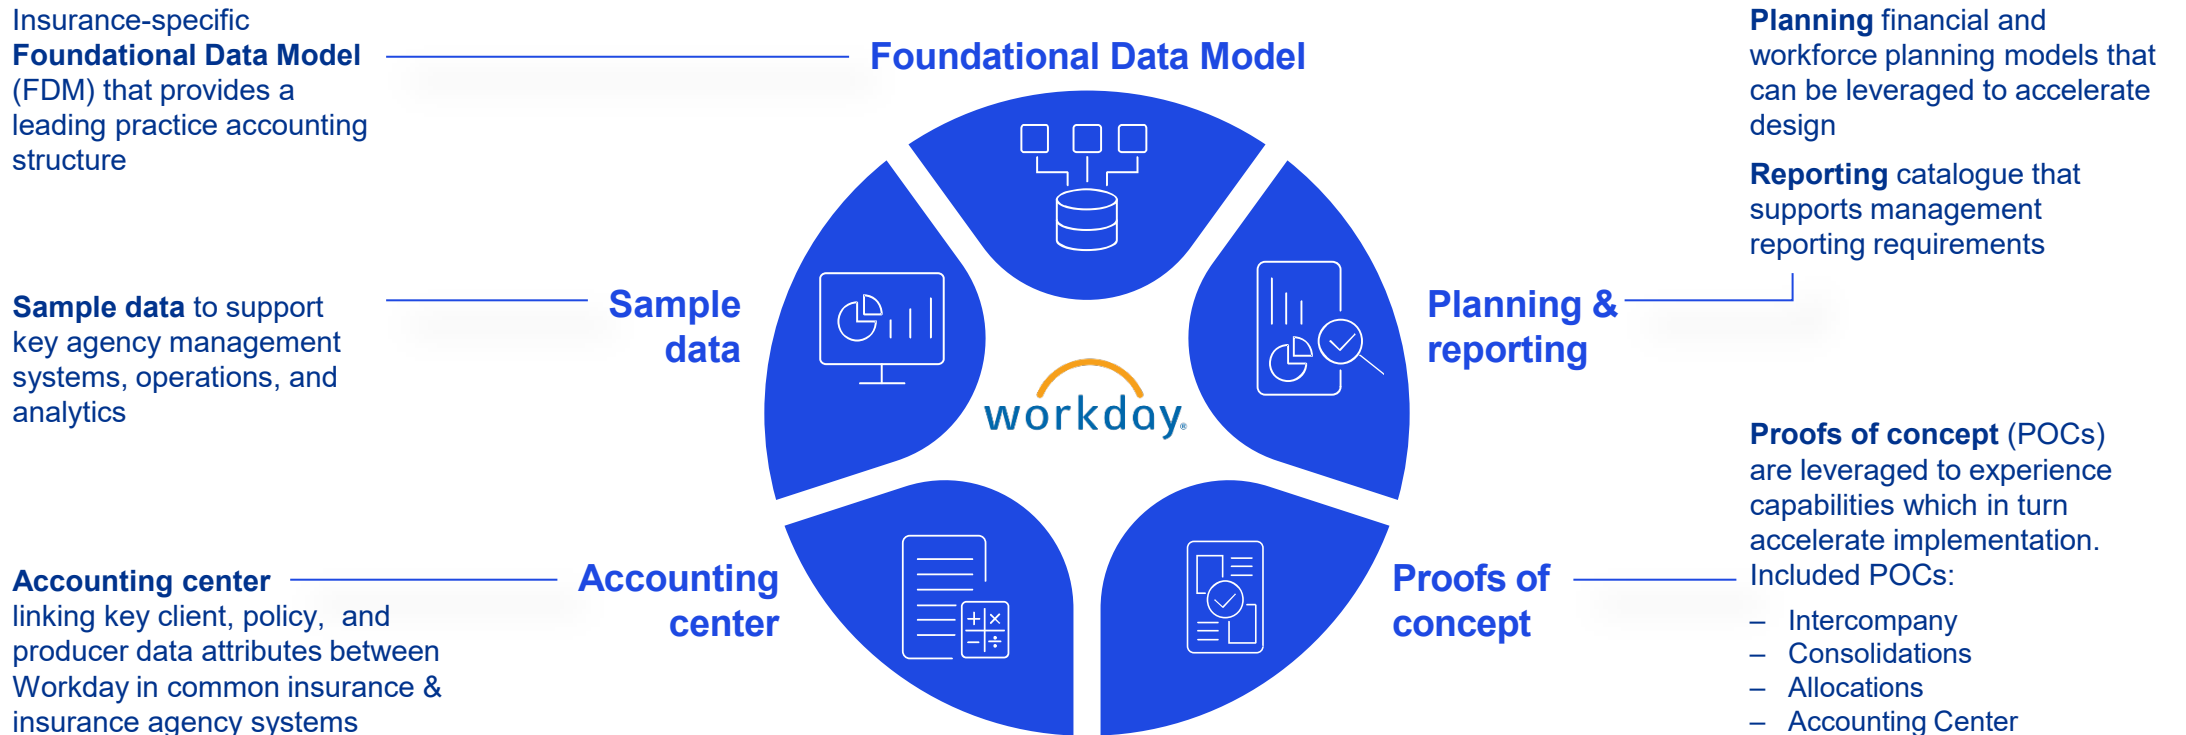 Insurance-specific
Foundational Data Model
(FDM) that provides a
leading practice accounting
structure
Foundational Data Model
Planning financial and
workforce planning models that
can be leveraged to accelerate
design
Reporting catalogue that
supports management
reporting requirements
Sample data to support
key agency management
systems, operations, and
analytics
Sample
data
Planning &
reporting
workday®
Accounting center
linking key client, policy,  and
producer data attributes between
Workday in common insurance &
insurance agency systems
Accounting
center
Proofs of
concept
Proofs of concept (POCs)
are leveraged to experience
capabilities which in turn
accelerate implementation.
Included POCs:
– Intercompany
– Consolidations
– Allocations
– Accounting Center